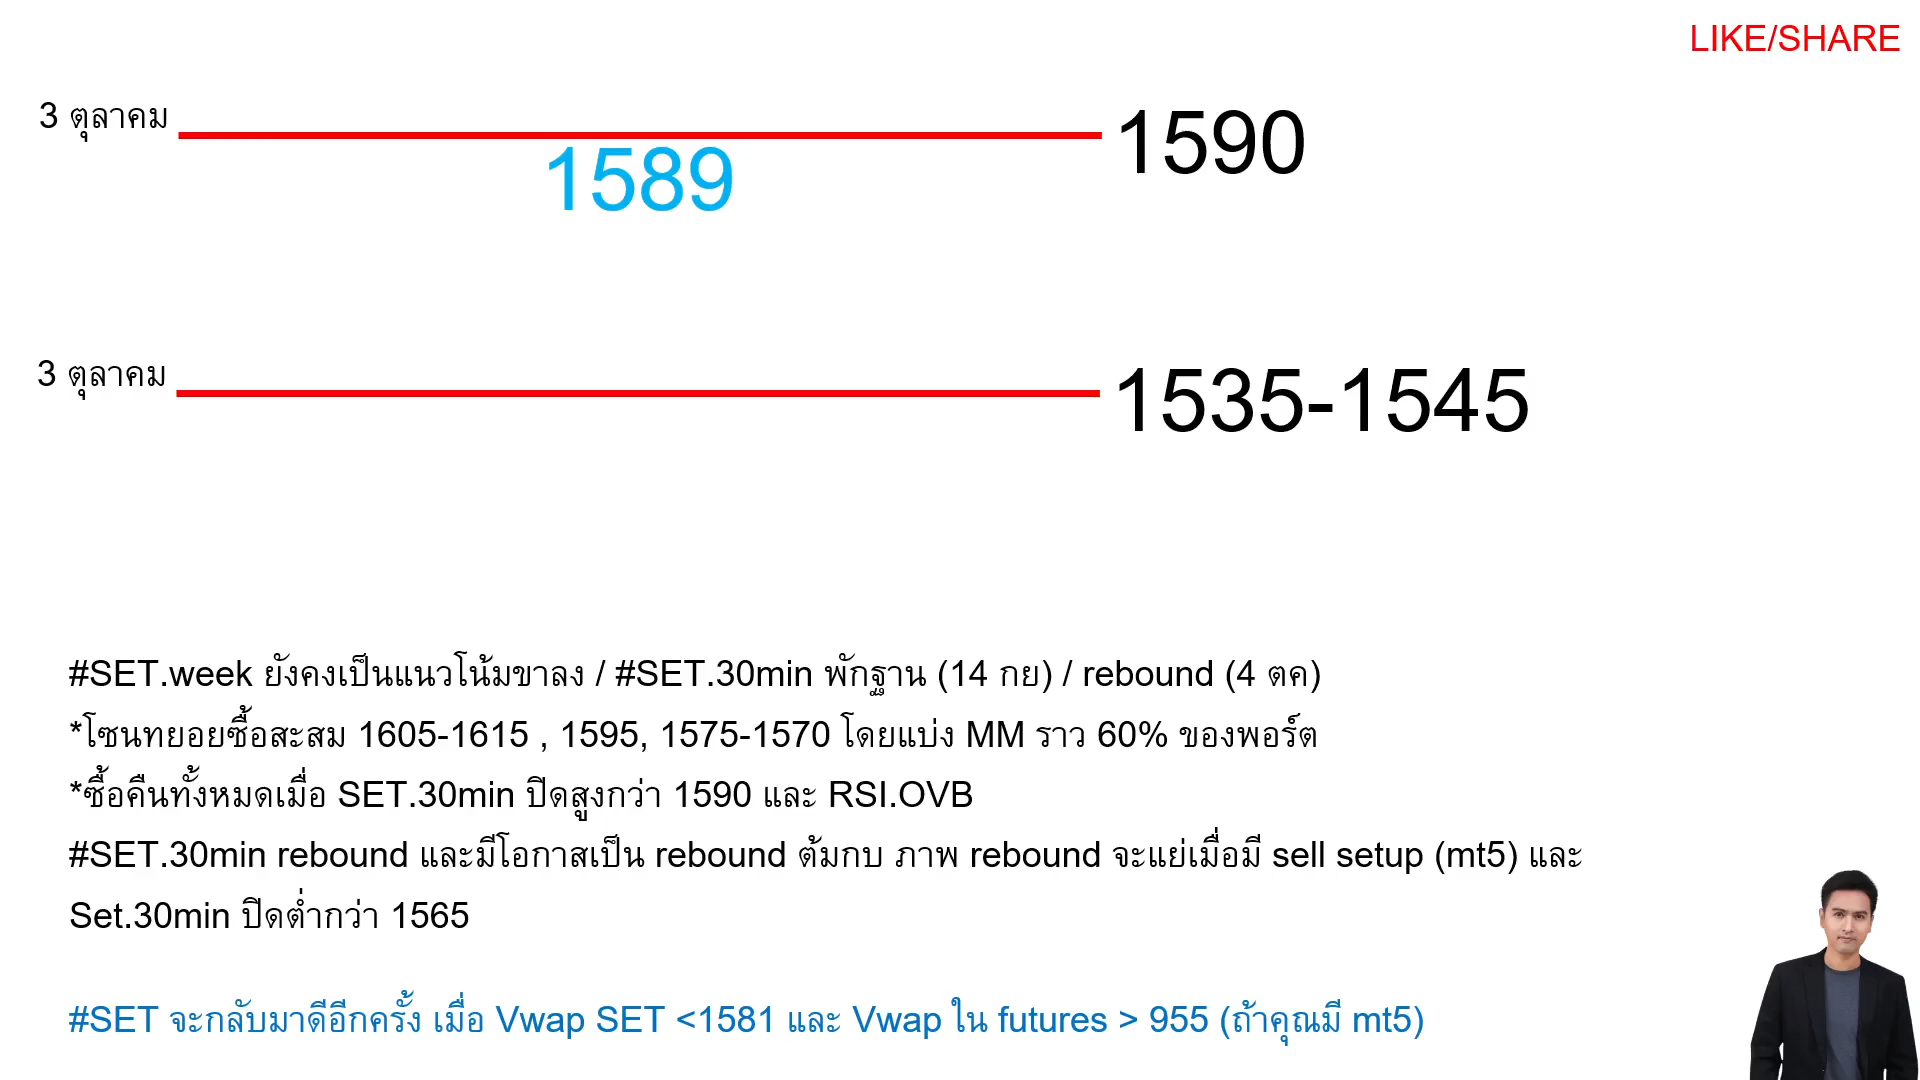 LIKE/SHARE
3 ตุลาคม
1590
1589
3 ตุลาคม
1535-1545
#SET.week ยังคงเป็นแนวโน้มขาลง / #SET.30min พักฐาน (14 กย) / rebound (4 ตค)
*โซนทยอยซื้อสะสม 1605-1615 , 1595, 1575-1570 โดยแบ่ง MM ราว 60% ของพอร์ต
*ซื้อคืนทั้งหมดเมื่อ SET.30min ปิดสูงกว่า 1590 และ RSI.OVB
#SET.30min rebound และมีโอกาสเป็น rebound ต้มกบ ภาพ rebound จะแย่เมื่อมี sell setup (mt5) และ
Set.30min ปิดต่ำกว่า 1565
#SET จะกลับมาดีอีกครั้ง เมื่อ Vwap SET <1581 และ Vwap ใน futures > 955 (ถ้าคุณมี mt5)